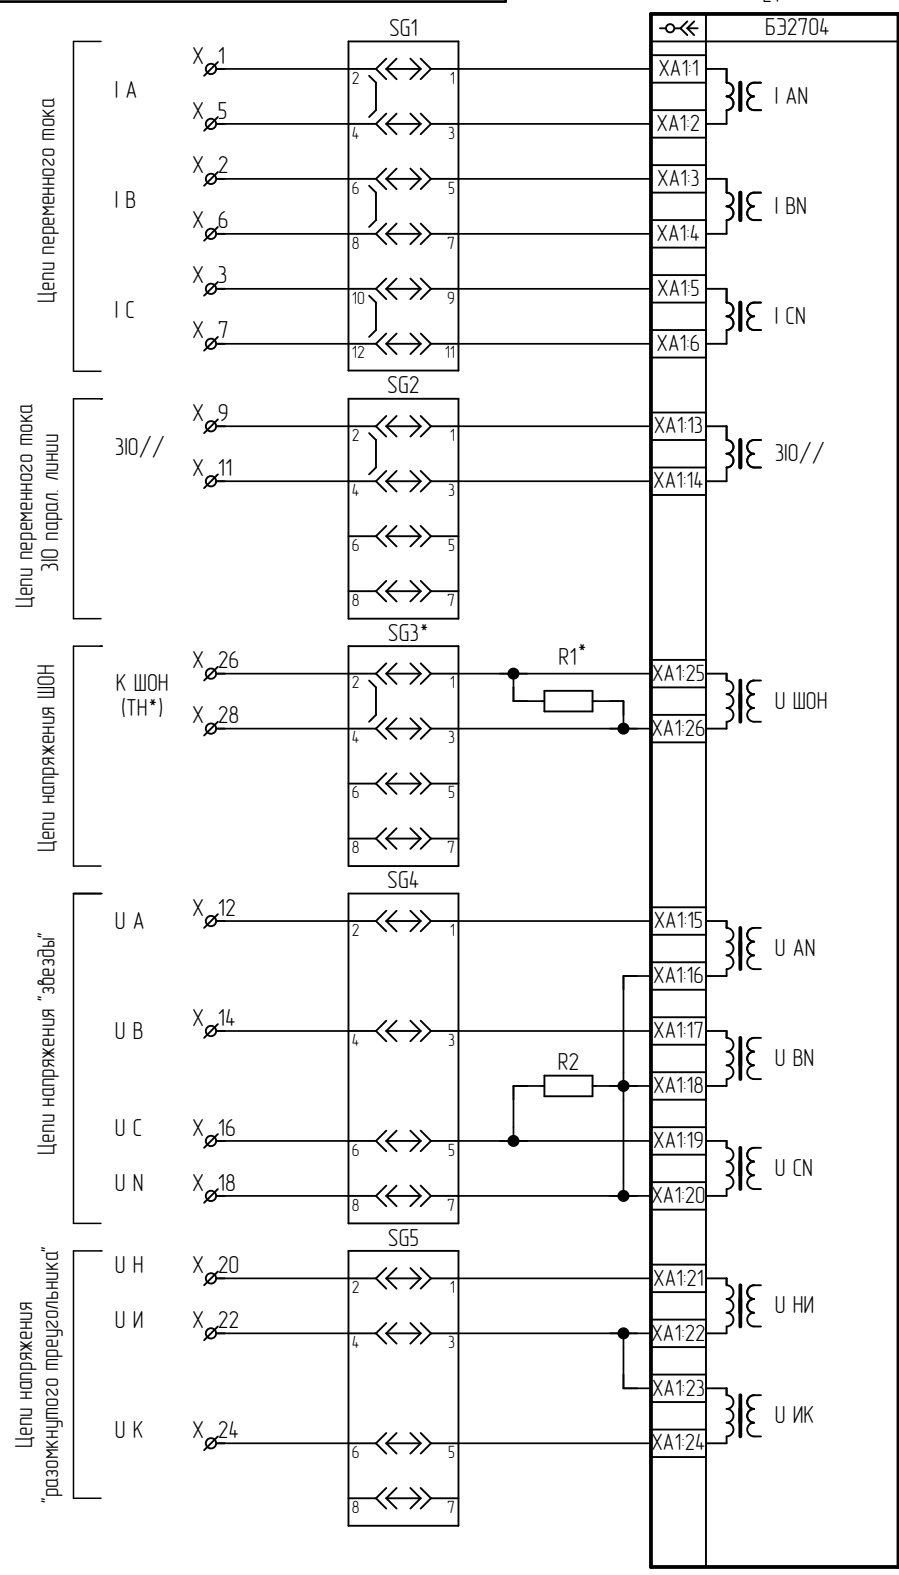 БЭ2704
SG1
Цепи переменного тока
I A
X 1
2 1
XA1:1
I AN
X 5
4 3
XA1:2
I B
X 2
6 5
XA1:3
I BN
X 6
8 7
XA1:4
I C
X 3
10 9
XA1:5
I CN
X 7
12 11
XA1:6
SG2
Цепи переменного тока
3I0 парал. линии
3I0//
X 9
2 1
XA1:13
3I0//
X 11
4 3
XA1:14
6 5
8 7
SG3*
Цепи напряжения ШОН
К ШОН
(ТН*)
X 26
2 1
R1*
XA1:25
U ШОН
X 28
4 3
XA1:26
6 5
8 7
SG4
Цепи напряжения "звезды"
U A
X 12
2 1
XA1:15
U AN
XA1:16
U B
X 14
4 3
XA1:17
U BN
R2
XA1:18
U C
X 16
6 5
XA1:19
U CN
U N
X 18
8 7
XA1:20
SG5
Цепи напряжения
"разомкнутого треугольника"
U Н
X 20
2 1
XA1:21
U НИ
U И
X 22
4 3
XA1:22
XA1:23
U ИК
U К
X 24
6 5
XA1:24
8 7